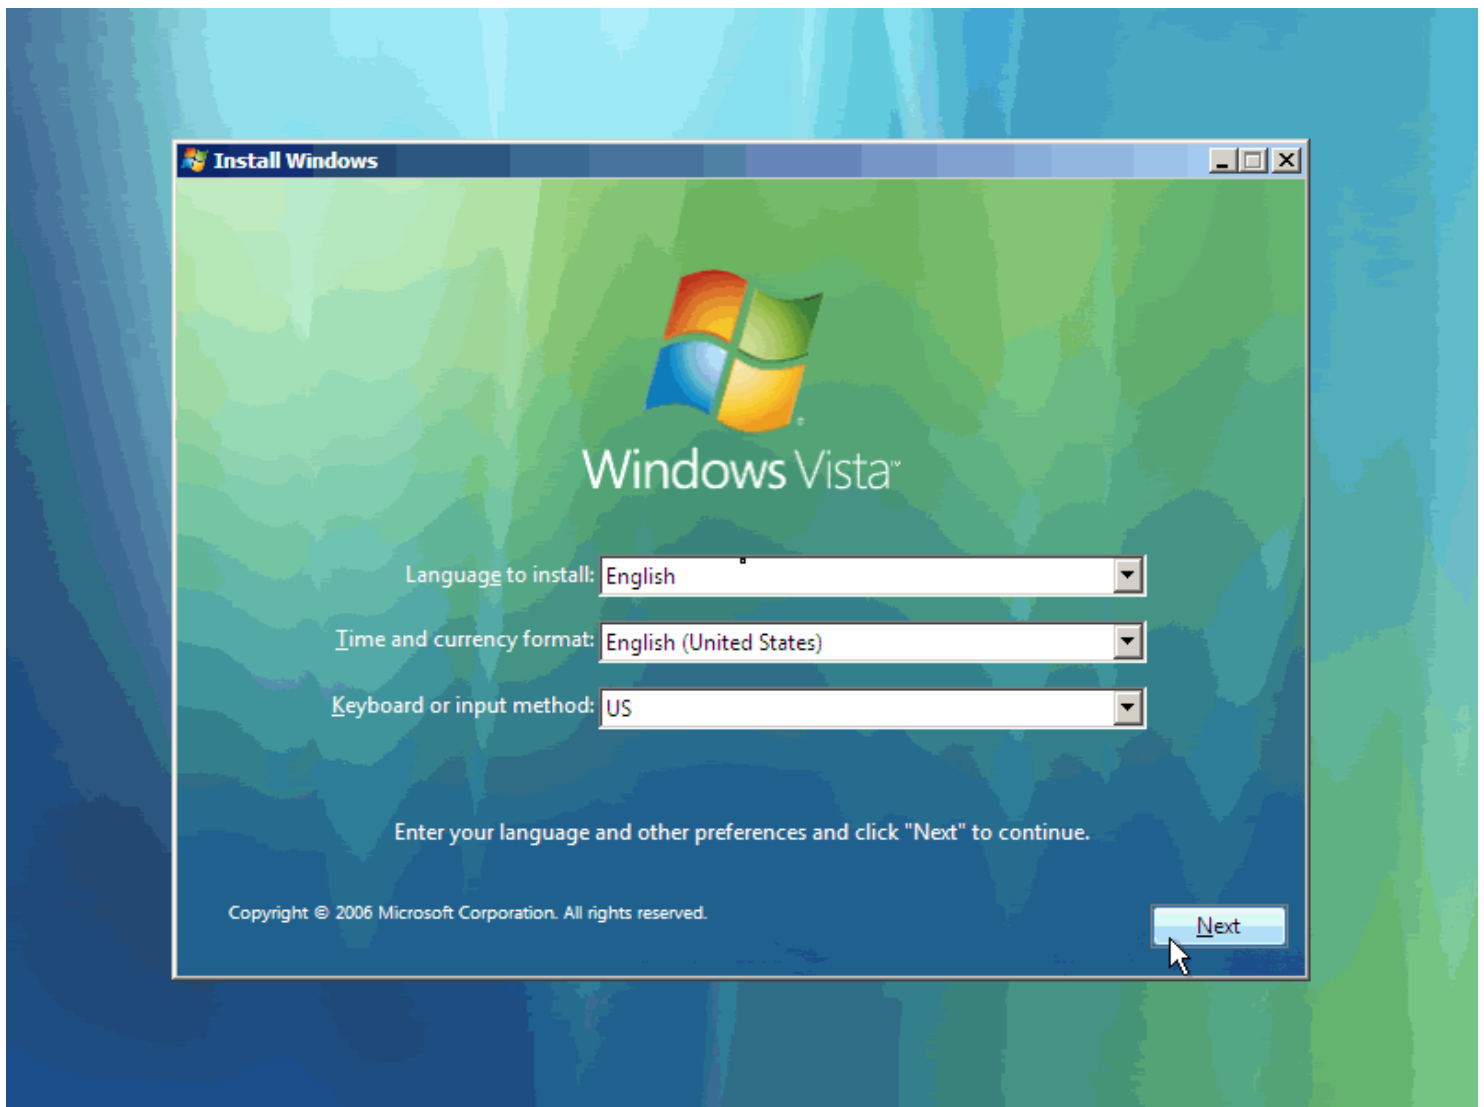 Install Windows
Windows Vista™
Language to install: English
Time and currency format: English (United States)
Keyboard or input method: US
Enter your language and other preferences and click "Next" to continue.
Copyright © 2006 Microsoft Corporation. All rights reserved.
Next